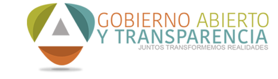 GOBIERNO ABIERTO
Y TRANSPARENCIA
JUNTOS TRANSFORMEMOS REALIDADES